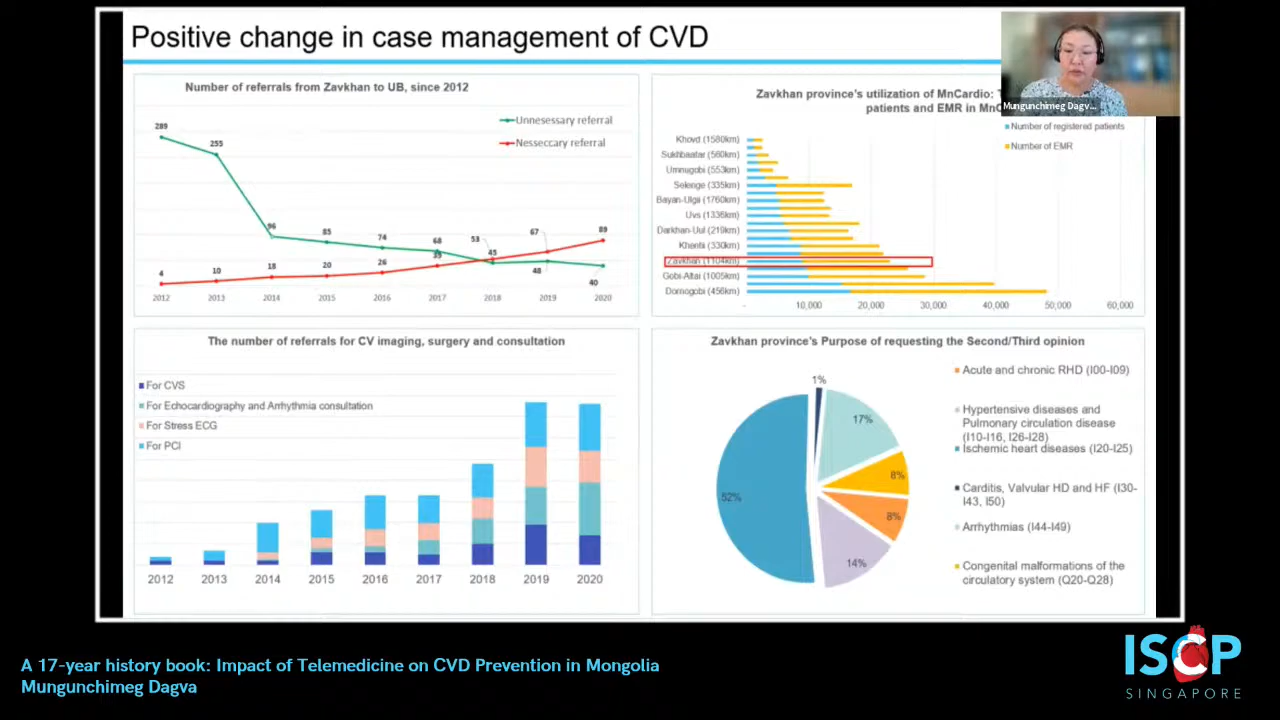 Positive change in case management of CVD
Mungunchimeg Dagv...
Number of referrals from Zavkhan to UB, since 2012
Unnesessary referral
Nesseccary referral
289
255
96
85
74
68
53
45
67
89
4
10
18
20
26
39
48
40
2012 2013 2014 2015 2016 2017 2018 2019 2020
Zavkhan province's utilization of MnCardio:
patients and EMR in
Number of registered patients
Number of EMR
Khovd (1580km)
Sukhbaatar (560km)
Umnugobi (553km)
Selenge (335km)
Bayan-Ulgii (1760km)
Uvs (1336km)
Darkhan-Uul (219km)
Khentii (330km)
Zavkhan (1104km)
Gobi-Altai (1005km)
Dornogobi (456km)
- 10,000 20,000 30,000 40,000 50,000 60,000
The number of referrals for CV imaging, surgery and consultation
For CVS
For Echocardiography and Arrhythmia consultation
For Stress ECG
For PCI
2012 2013 2014 2015 2016 2017 2018 2019 2020
Zavkhan province's Purpose of requesting the Second/Third opinion
1%
17%
8%
8%
14%
52%
Acute and chronic RHD (I00-I09)
Hypertensive diseases and
Pulmonary circulation disease
(I10-I16, I26-I28)
Ischemic heart diseases (I20-I25)
Carditis, Valvular HD and HF (I30-
I43, I50)
Arrhythmias (I44-I49)
Congenital malformations of the
circulatory system (Q20-Q28)
A 17-year history book: Impact of Telemedicine on CVD Prevention in Mongolia
Mungunchimeg Dagva
ISCP
SINGAPORE